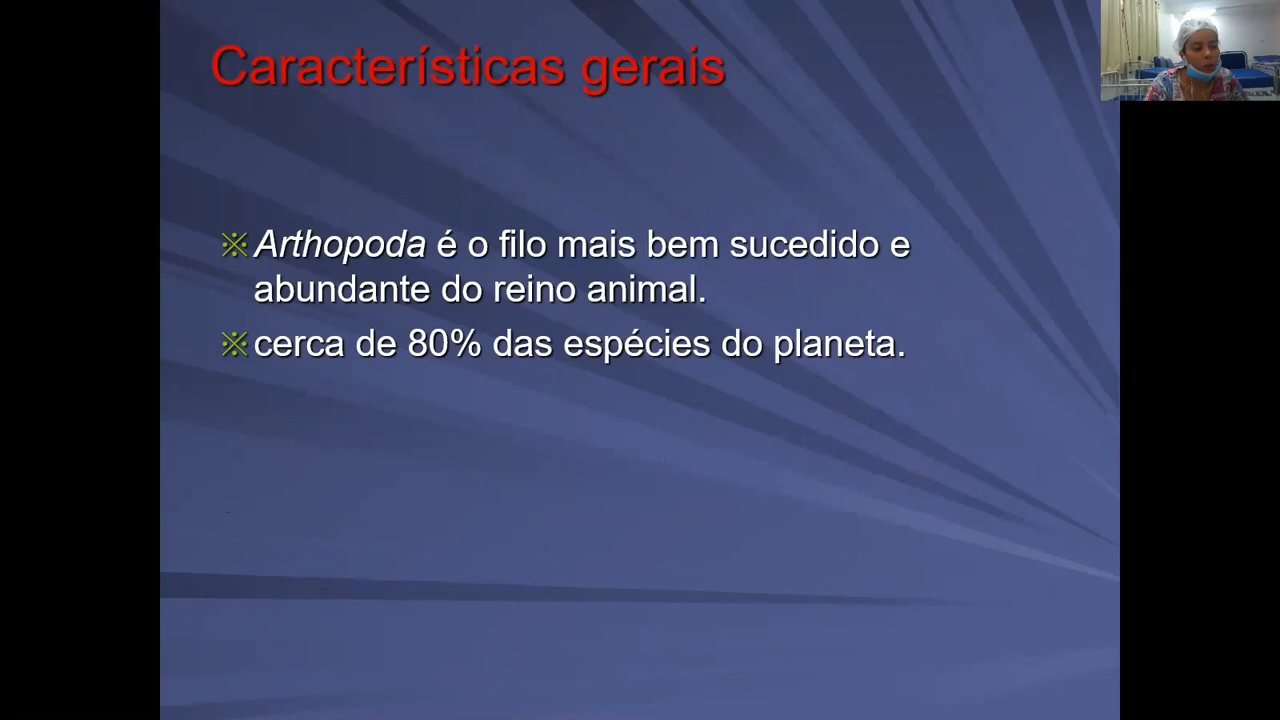 Características gerais
※Arthopoda é o filo mais bem sucedido e
abundante do reino animal.
※cerca de 80% das espécies do planeta.